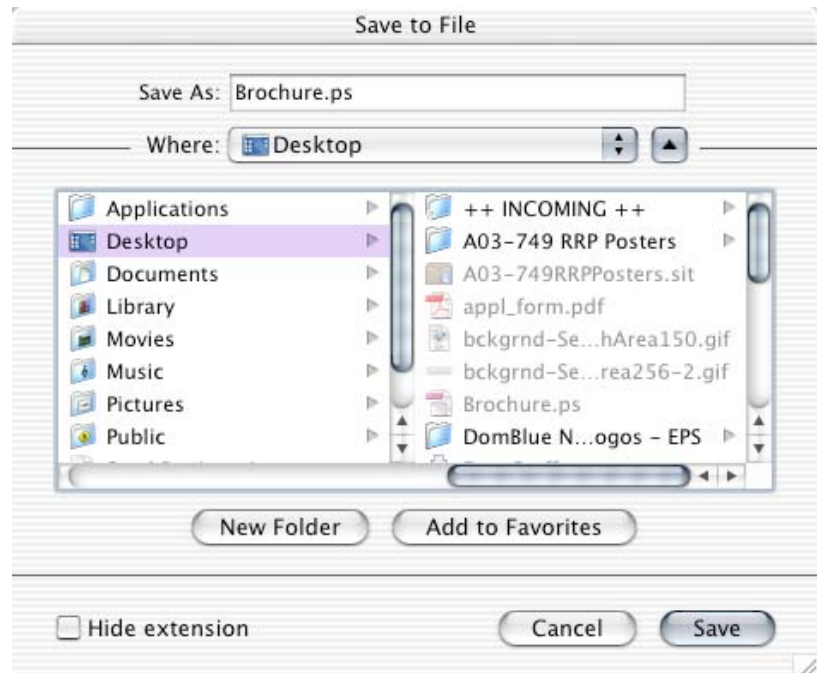 Save to File
Save As: Brochure.ps
Where: Desktop
Applications
Desktop
Documents
Library
Movies
Music
Pictures
Public
++ INCOMING ++
A03-749 RRP Posters
A03-749RRPPosters.sit
appl_form.pdf
bckgrnd-Se...hArea150.gif
bckgrnd-Se...rea256-2.gif
Brochure.ps
DomBlue N...ogos - EPS
New Folder
Add to Favorites
Hide extension
Cancel
Save